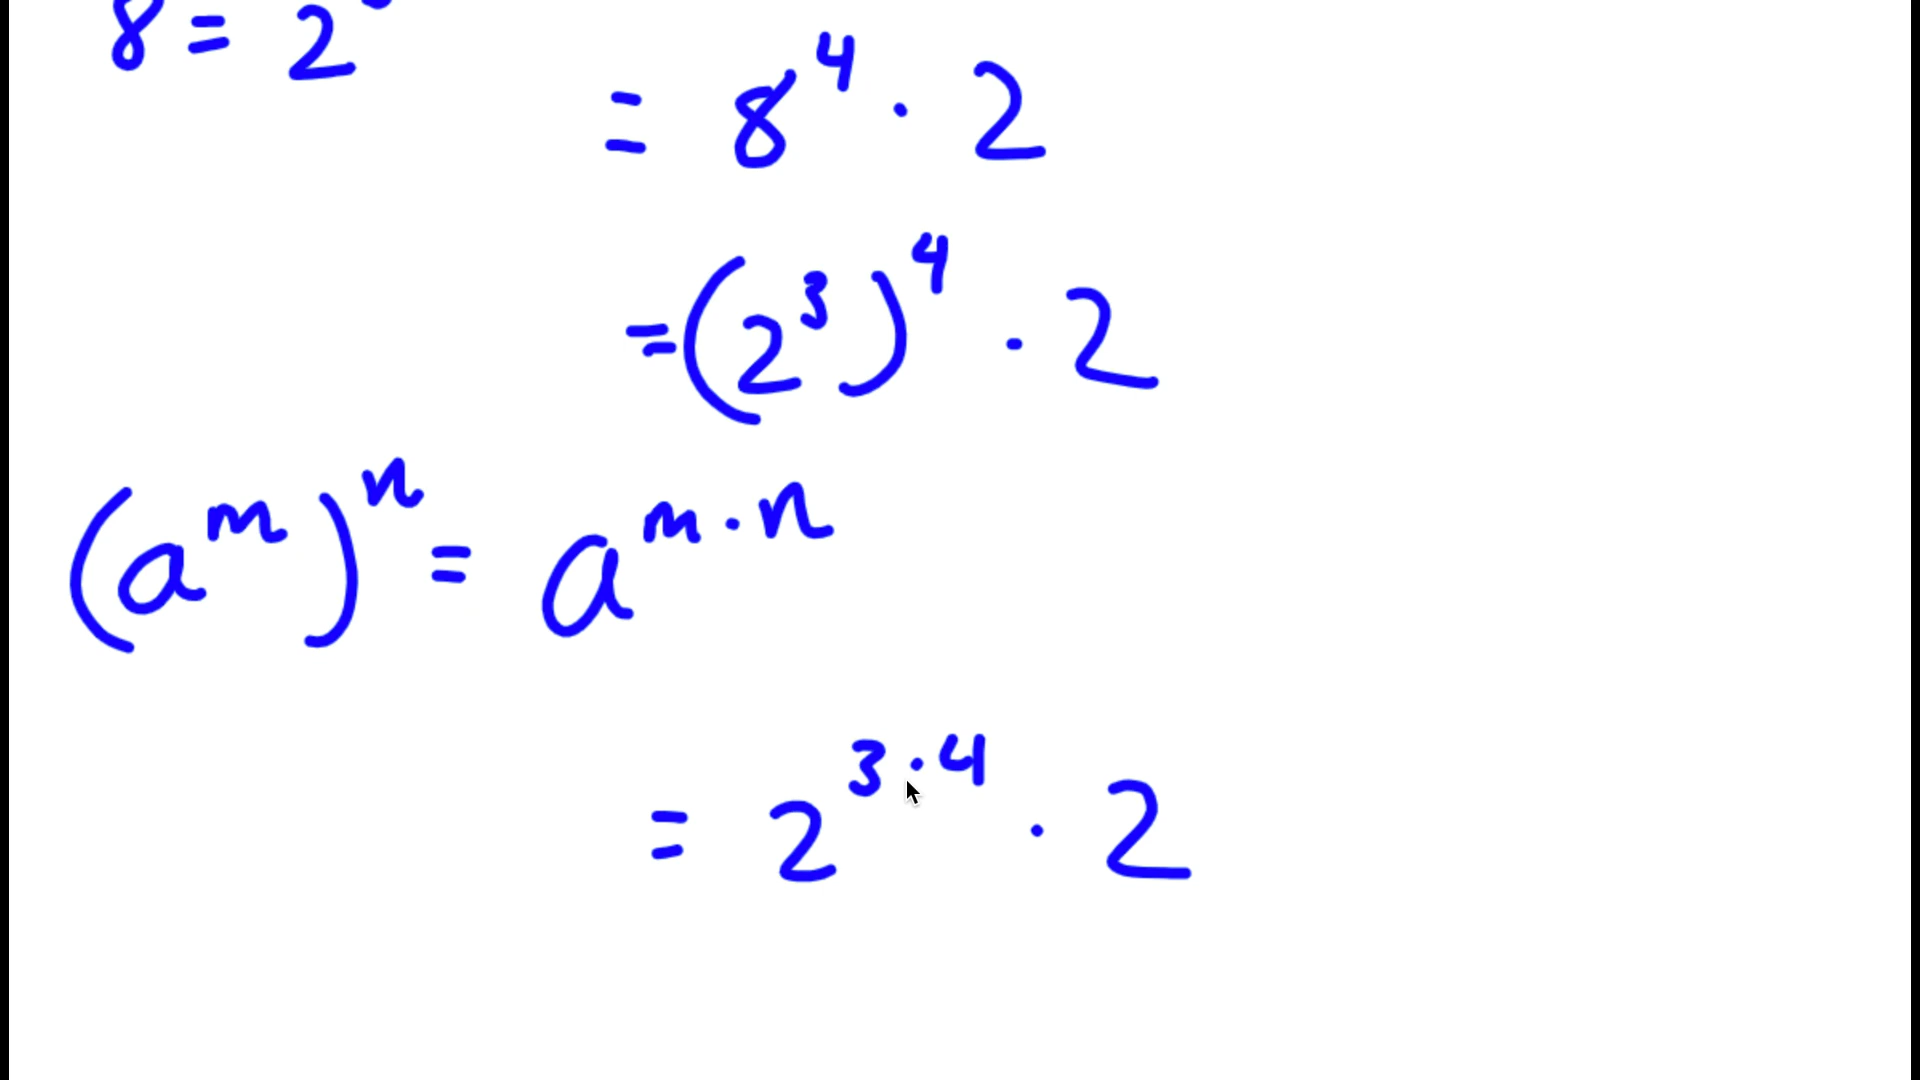 8 = 2
= 8⁴ · 2
= (2³)⁴ · 2
(aᵐ)ⁿ = aᵐ·ⁿ
= 2³·⁴ · 2